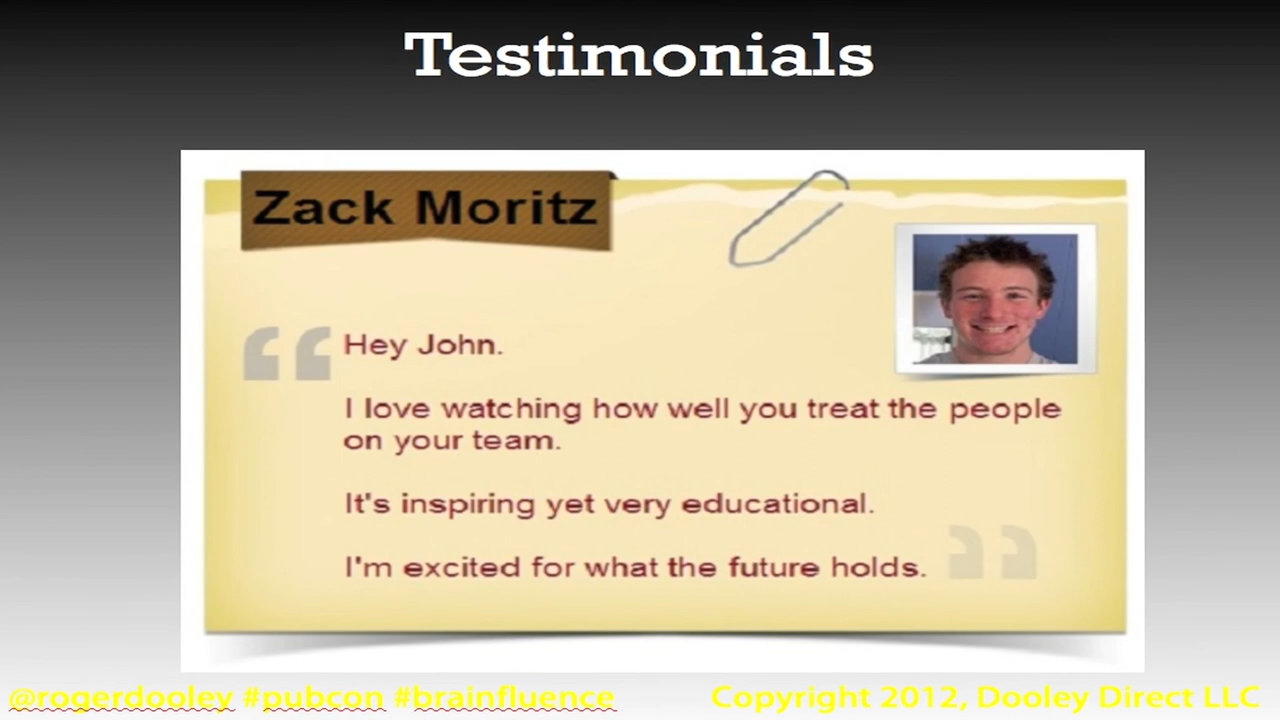 Testimonials
Zack Moritz
Hey John.
I love watching how well you treat the people
on your team.
It's inspiring yet very educational.
I'm excited for what the future holds.
@rogerdooley #pubcon #brainfluence
Copyright 2012, Dooley Direct LLC